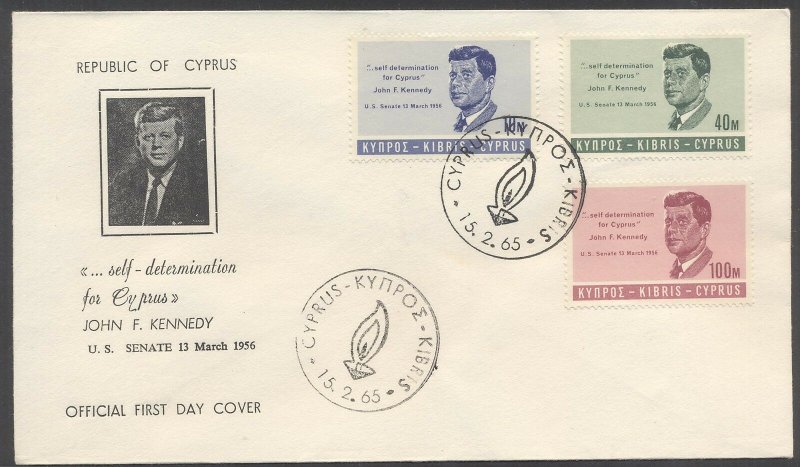 REPUBLIC OF CYPRUS
«... self-determination
for Cyprus»
JOHN F. KENNEDY
U. S. SENATE 13 March 1956
OFFICIAL FIRST DAY COVER
"...self determination
for Cyprus"
John F. Kennedy
U. S. Senate 13 March 1956
ΚΥΠΡΟΣ – KIBRIS – CYPRUS
"...self determination
for Cyprus"
John F. Kennedy
U. S. Senate 13 March 1956
40M
ΚΥΠΡΟΣ – KIBRIS – CYPRUS
"...self determination
for Cyprus"
John F. Kennedy
U. S. Senate 13 March 1956
100M
ΚΥΠΡΟΣ – KIBRIS – CYPRUS
CYPRUS-ΚΥΠΡΟΣ-KIBRIS
15.2.65
CYPRUS-ΚΥΠΡΟΣ-KIBRIS
15.2.65